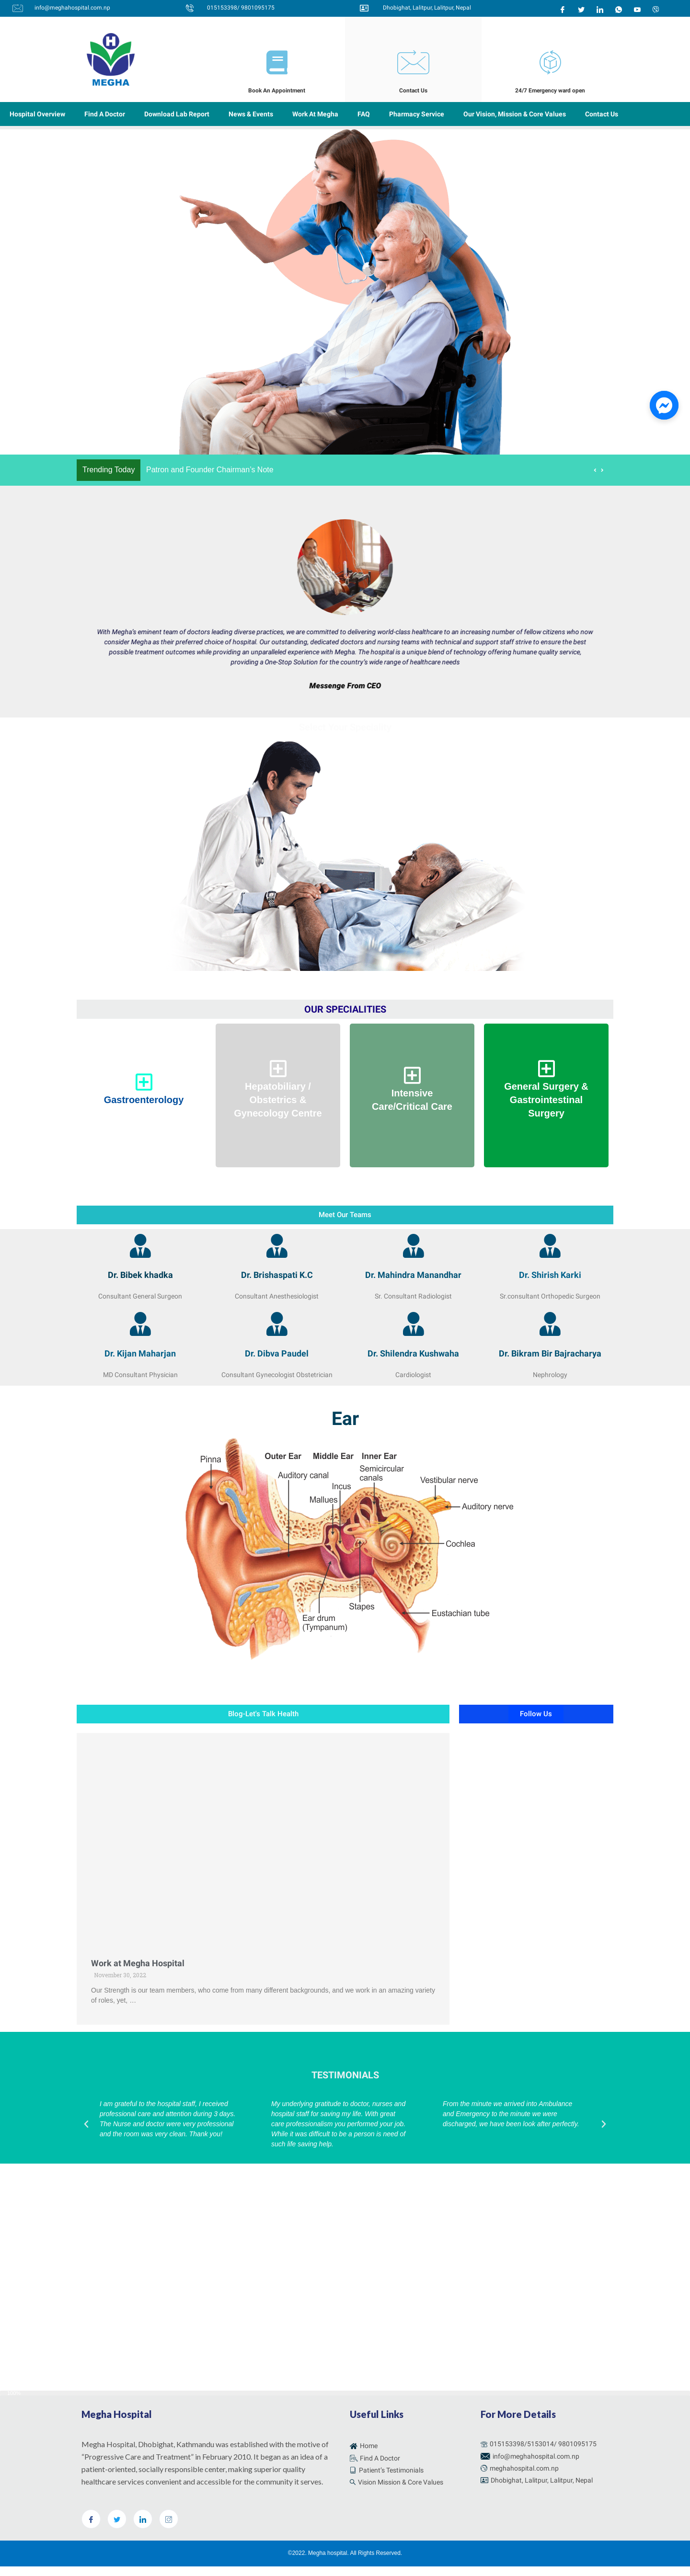 info@meghahospital.com.np
015153398/ 9801095175
Dhobighat, Lalitpur, Lalitpur, Nepal
H
MEGHA
Book An Appointment
Contact Us
24/7 Emergency ward open
Hospital Overview
Find A Doctor
Download Lab Report
News & Events
Work At Megha
FAQ
Pharmacy Service
Our Vision, Mission & Core Values
Contact Us
Trending Today
Patron and Founder Chairman's Note
With Megha's eminent team of doctors leading diverse practices, we are committed to delivering world-class healthcare to an increasing number of fellow citizens who now
consider Megha as their preferred choice of hospital. Our outstanding, dedicated doctors and nursing teams with technical and support staff strive to ensure the best
possible treatment outcomes while providing an unparalleled experience with Megha. The hospital is a unique blend of technology offering humane quality service,
providing a One-Stop Solution for the country's wide range of healthcare needs
Messenge From CEO
OUR SPECIALITIES
Gastroenterology
Hepatobiliary /
Obstetrics &
Gynecology Centre
Intensive
Care/Critical Care
General Surgery &
Gastrointestinal
Surgery
Meet Our Teams
Dr. Bibek khadka
Consultant General Surgeon
Dr. Brishaspati K.C
Consultant Anesthesiologist
Dr. Mahindra Manandhar
Sr. Consultant Radiologist
Dr. Shirish Karki
Sr.consultant Orthopedic Surgeon
Dr. Kijan Maharjan
MD Consultant Physician
Dr. Dibva Paudel
Consultant Gynecologist Obstetrician
Dr. Shilendra Kushwaha
Cardiologist
Dr. Bikram Bir Bajracharya
Nephrology
Ear
Pinna
Outer Ear
Middle Ear
Inner Ear
Auditory canal
Semicircular
canals
Incus
Mallues
Vestibular nerve
Auditory nerve
Cochlea
Stapes
Eustachian tube
Ear drum
(Tympanum)
Blog-Let's Talk Health
Follow Us
Work at Megha Hospital
November 30, 2022
Our Strength is our team members, who come from many different backgrounds, and we work in an amazing variety
of roles, yet, …
TESTIMONIALS
I am grateful to the hospital staff, I received
professional care and attention during 3 days.
The Nurse and doctor were very professional
and the room was very clean. Thank you!
My underlying gratitude to doctor, nurses and
hospital staff for saving my life. With great
care professionalism you performed your job.
While it was difficult to be a person is need of
such life saving help.
From the minute we arrived into Ambulance
and Emergency to the minute we were
discharged, we have been look after perfectly.
Megha Hospital
Megha Hospital, Dhobighat, Kathmandu was established with the motive of
"Progressive Care and Treatment" in February 2010. It began as an idea of a
patient-oriented, socially responsible center, making superior quality
healthcare services convenient and accessible for the community it serves.
Useful Links
Home
Find A Doctor
Patient's Testimonials
Vision Mission & Core Values
For More Details
015153398/5153014/ 9801095175
info@meghahospital.com.np
meghahospital.com.np
Dhobighat, Lalitpur, Lalitpur, Nepal
©2022. Megha hospital. All Rights Reserved.